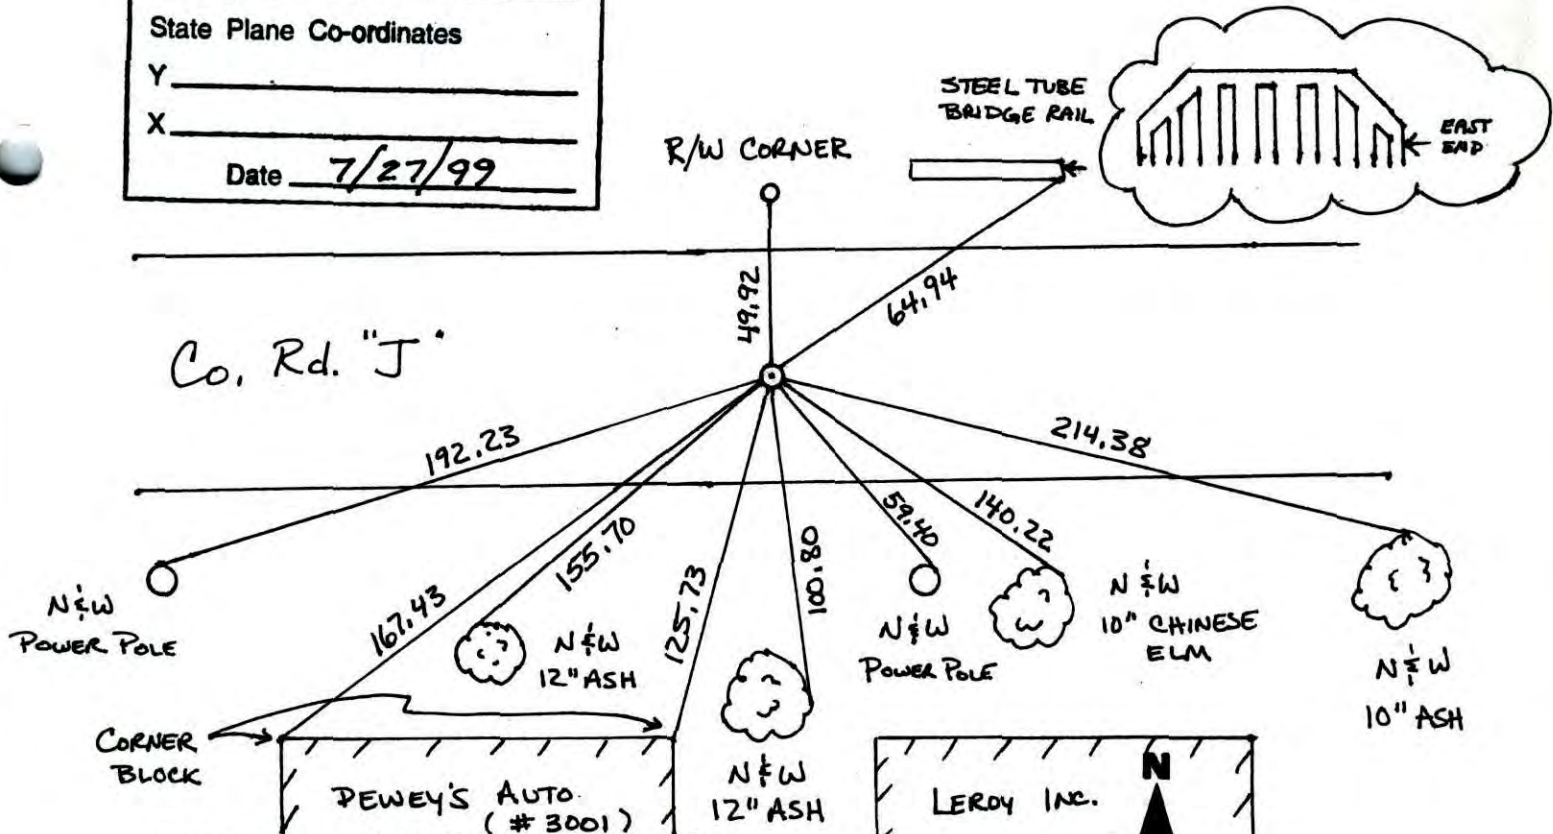 State Plane Co-ordinates
Y
X
Date 7/27/99
STEEL TUBE
BRIDGE RAIL
EAST
END
R/W CORNER
49.92
64.94
Co. Rd. "J"
192.23
214.38
167.43
155.70
125.73
100.80
59.40
140.22
N&W
POWER POLE
N&W
12" ASH
N&W
POWER POLE
N&W
10" CHINESE
ELM
N&W
10" ASH
CORNER
BLOCK
N&W
12" ASH
DEWEY'S AUTO.
(#3001)
LEROY INC.
N